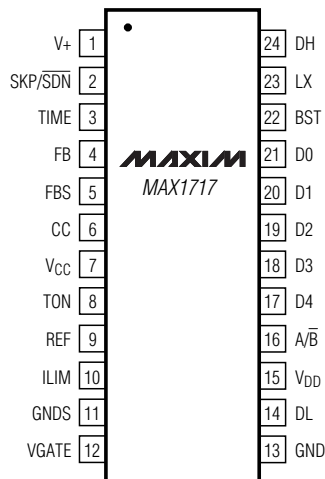 V+ 1 24 DH
SKP/S̅D̅N̅ 2 23 LX
TIME 3 22 BST
FB 4 21 D0
MAXIM
FBS 5 MAX1717 20 D1
CC 6 19 D2
VCC 7 18 D3
TON 8 17 D4
REF 9 16 A/B̅
ILIM 10 15 VDD
GNDS 11 14 DL
VGATE 12 13 GND